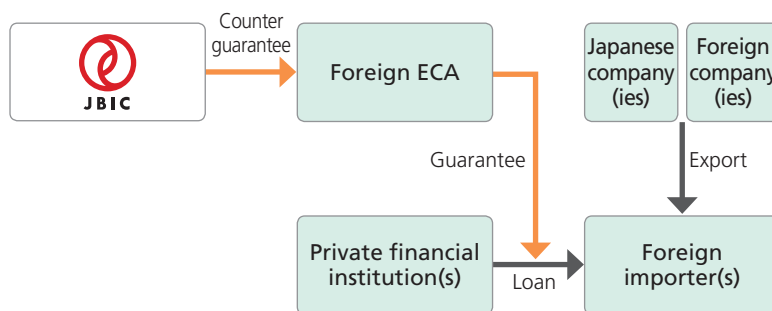 Counter
guarantee
JBIC
Foreign ECA
Japanese
company
(ies)
Foreign
company
(ies)
Guarantee
Export
Private financial
institution(s)
Loan
Foreign
importer(s)